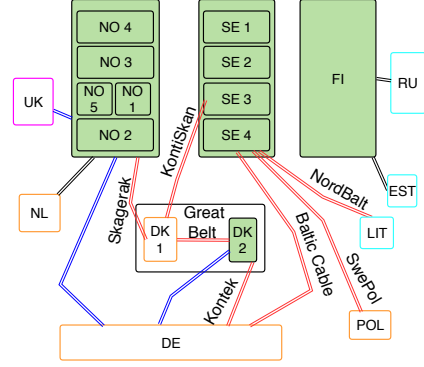 NO 4
SE 1
NO 3
SE 2
FI
RU
UK
NO
5
NO
1
SE 3
NO 2
SE 4
KontiSkan
NordBalt
EST
NL
Skagerak
Great
Belt
DK
1
DK
2
LIT
Baltic Cable
SwePol
Kontek
POL
DE